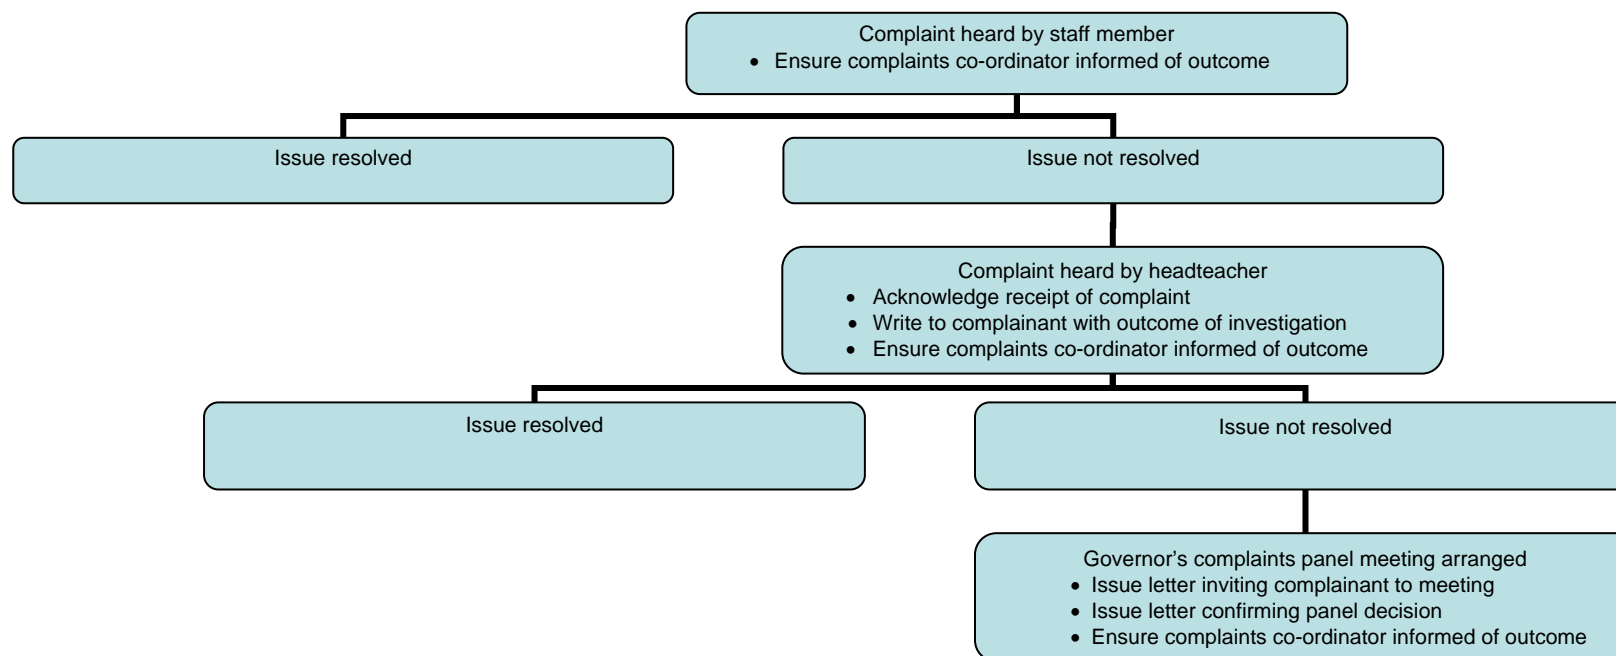 Complaint heard by staff member
• Ensure complaints co-ordinator informed of outcome
Issue resolved
Issue not resolved
Complaint heard by headteacher
• Acknowledge receipt of complaint
• Write to complainant with outcome of investigation
• Ensure complaints co-ordinator informed of outcome
Issue resolved
Issue not resolved
Governor’s complaints panel meeting arranged
• Issue letter inviting complainant to meeting
• Issue letter confirming panel decision
• Ensure complaints co-ordinator informed of outcome